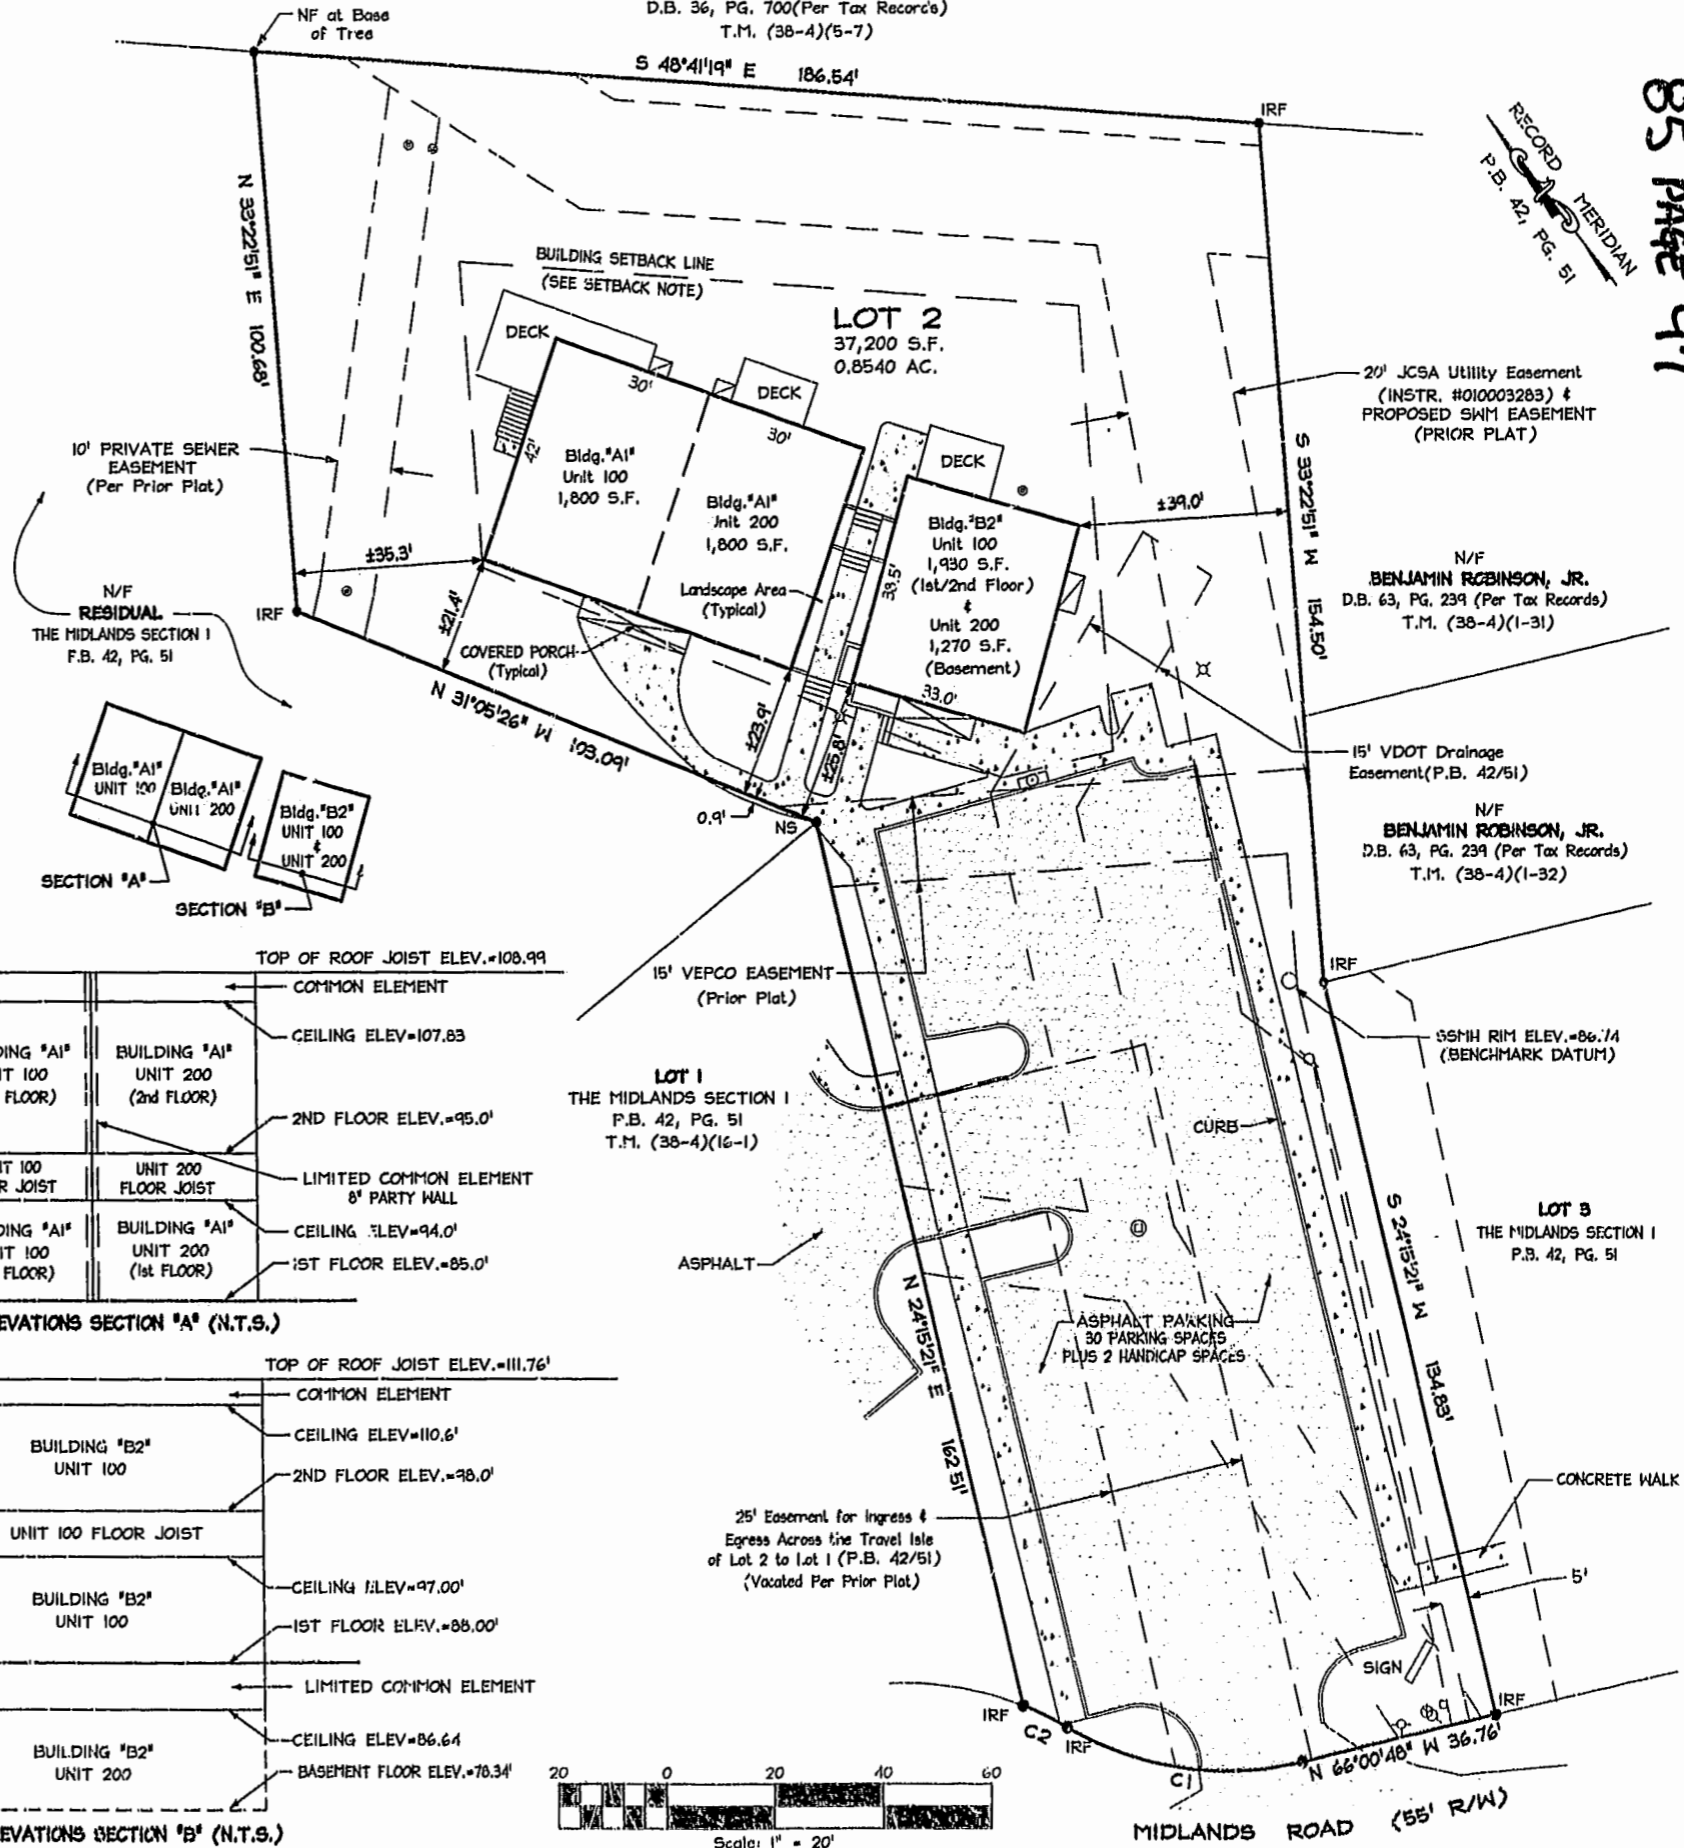 NF at Base
of Tree
D.B. 36, PG. 700(Per Tax Records)
T.M. (38-4)(5-7)
S 48°41'19" E 186.54'
IRF
85 PAGE
RECORD MERIDIAN
P.B. 42, PG. 51
N 33°22'51" E 100.68'
BUILDING SETBACK LINE
(SEE SETBACK NOTE)
LOT 2
37,200 S.F.
0.8540 AC.
DECK
30'
DECK
30'
42'
DECK
20' JCSA Utility Easement
(INSTR. #010003283) &
PROPOSED SWM EASEMENT
(PRIOR PLAT)
10' PRIVATE SEWER
EASEMENT
(Per Prior Plat)
Bldg."A1"
Unit 100
1,800 S.F.
Bldg."A1"
Unit 200
1,800 S.F.
Bldg."B2"
Unit 100
1,930 S.F.
(1st/2nd Floor)
&
Unit 200
1,270 S.F.
(Basement)
33.5'
33.0'
±39.0'
S 33°22'51" W 154.50'
±35.3'
±21.4'
Landscape Area
(Typical)
N/F
BENJAMIN ROBINSON, JR.
D.B. 63, PG. 239 (Per Tax Records)
T.M. (38-4)(1-31)
N/F
RESIDUAL
THE MIDLANDS SECTION 1
P.B. 42, PG. 51
IRF
COVERED PORCH
(Typical)
N 31°05'26" W 103.09'
±23.9'
±25.8'
0.9'
NS
15' VDOT Drainage
Easement(P.B. 42/51)
N/F
BENJAMIN ROBINSON, JR.
D.B. 63, PG. 239 (Per Tax Records)
T.M. (38-4)(1-32)
Bldg."A1"
UNIT 100
Bldg."A1"
UNIT 200
Bldg."B2"
UNIT 100
&
UNIT 200
SECTION "A"
SECTION "B"
TOP OF ROOF JOIST ELEV.=108.99
COMMON ELEMENT
CEILING ELEV=107.83
DING "A1"
IT 100
FLOOR)
BUILDING "A1"
UNIT 200
(2nd FLOOR)
2ND FLOOR ELEV.=95.0'
IT 100
R JOIST
UNIT 200
FLOOR JOIST
LIMITED COMMON ELEMENT
8" PARTY WALL
DING "A1"
IT 100
FLOOR)
BUILDING "A1"
UNIT 200
(1st FLOOR)
CEILING ELEV=94.0'
1ST FLOOR ELEV.=85.0'
EVATIONS SECTION "A" (N.T.S.)
15' VEPCO EASEMENT
(Prior Plat)
IRF
SSMH RIM ELEV.=86.74
(BENCHMARK DATUM)
LOT 1
THE MIDLANDS SECTION 1
P.B. 42, PG. 51
T.M. (38-4)(16-1)
CURB
ASPHALT
N 24°15'21" E 162.51'
S 24°15'21" W 134.83'
LOT 3
THE MIDLANDS SECTION 1
P.B. 42, PG. 51
ASPHALT PARKING
30 PARKING SPACES
PLUS 2 HANDICAP SPACES
TOP OF ROOF JOIST ELEV.=111.76'
COMMON ELEMENT
CEILING ELEV=110.6'
BUILDING "B2"
UNIT 100
2ND FLOOR ELEV.=98.0'
UNIT 100 FLOOR JOIST
CEILING ELEV=97.00'
BUILDING "B2"
UNIT 100
1ST FLOOR ELEV.=88.00'
LIMITED COMMON ELEMENT
CEILING ELEV=86.64
BUILDING "B2"
UNIT 200
BASEMENT FLOOR ELEV.=78.34'
EVATIONS SECTION "B" (N.T.S.)
25' Easement for Ingress &
Egress Across the Travel Isle
of Lot 2 to Lot 1 (P.B. 42/51)
(Vacated Per Prior Plat)
CONCRETE WALK
5'
SIGN
IRF
C2
IRF
C1
IRF
N 66°00'48" W 36.76'
20 0 20 40 60
Scale: 1" = 20'
MIDLANDS ROAD (55' R/W)